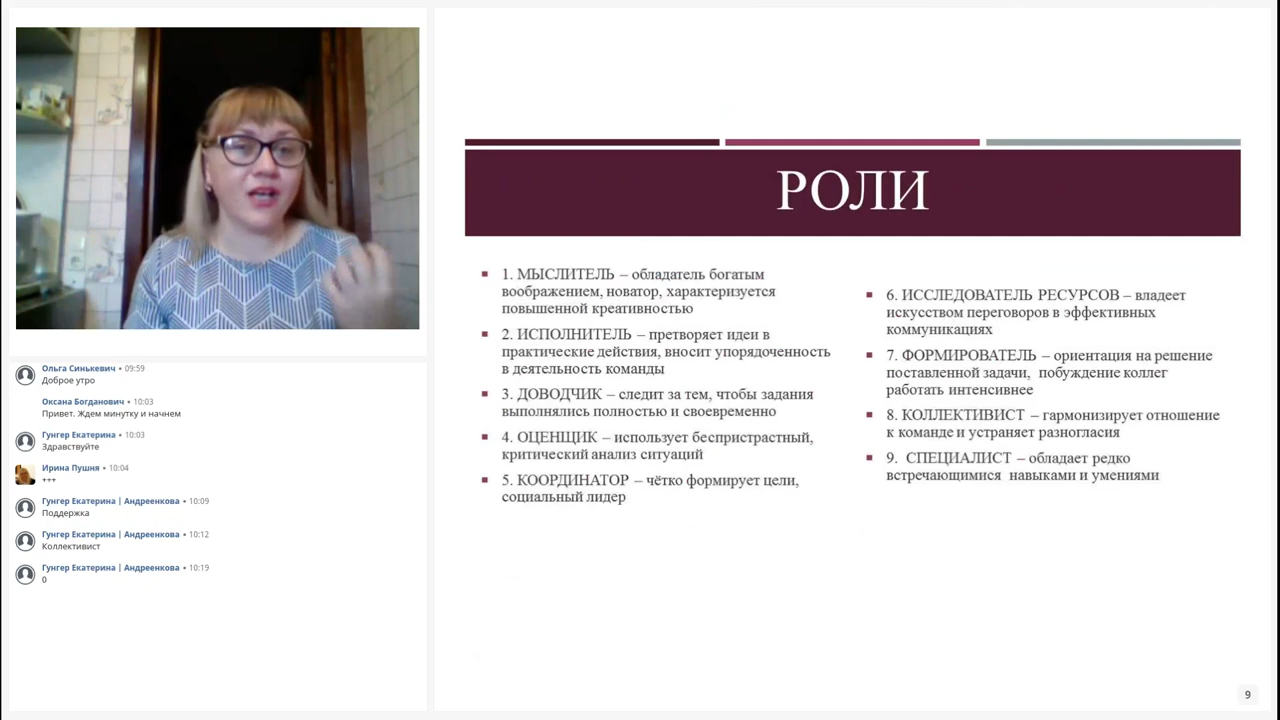 Ольга Синькевич • 09:59
Доброе утро
Оксана Богданович • 10:03
Привет. Ждем минутку и начнем
Гунгер Екатерина • 10:03
Здравствуйте
Ирина Пушня • 10:04
+++
Гунгер Екатерина | Андреенкова • 10:09
Поддержка
Гунгер Екатерина | Андреенкова • 10:12
Коллективист
Гунгер Екатерина | Андреенкова • 10:19
0
РОЛИ
1. МЫСЛИТЕЛЬ – обладатель богатым
воображением, новатор, характеризуется
повышенной креативностью
2. ИСПОЛНИТЕЛЬ – претворяет идеи в
практические действия, вносит упорядоченность
в деятельность команды
3. ДОВОДЧИК – следит за тем, чтобы задания
выполнялись полностью и своевременно
4. ОЦЕНЩИК – использует беспристрастный,
критический анализ ситуаций
5. КООРДИНАТОР – чётко формирует цели,
социальный лидер
6. ИССЛЕДОВАТЕЛЬ РЕСУРСОВ – владеет
искусством переговоров в эффективных
коммуникациях
7. ФОРМИРОВАТЕЛЬ – ориентация на решение
поставленной задачи, побуждение коллег
работать интенсивнее
8. КОЛЛЕКТИВИСТ – гармонизирует отношение
к команде и устраняет разногласия
9. СПЕЦИАЛИСТ – обладает редко
встречающимися навыками и умениями
9